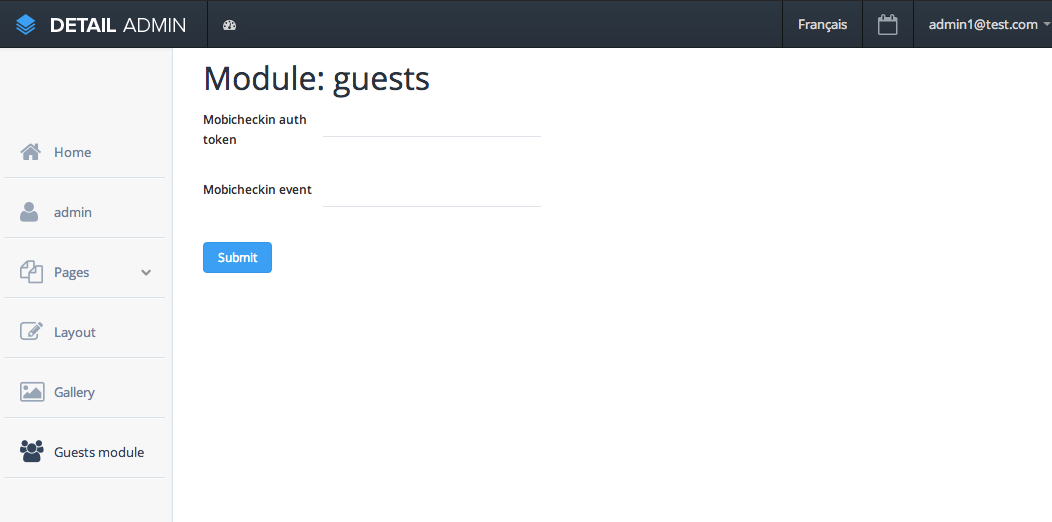 DETAIL ADMIN
Français
admin1@test.com
Module: guests
Mobicheckin auth
token
Mobicheckin event
Submit
Home
admin
Pages
Layout
Gallery
Guests module